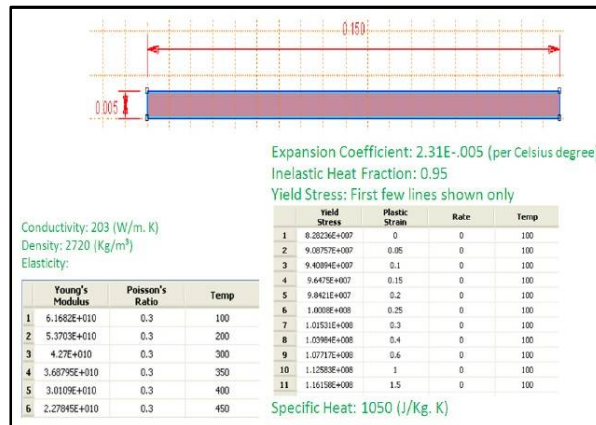 0.150
0.005
Expansion Coefficient: 2.31E-.005 (per Celsius degree)
Inelastic Heat Fraction: 0.95
Yield Stress: First few lines shown only
Conductivity: 203 (W/m. K)
Density: 2720 (Kg/m³)
Elasticity:
Young's Modulus Poisson's Ratio Temp
1 6.1682E+010 0.3 100
2 5.3703E+010 0.3 200
3 4.27E+010 0.3 300
4 3.68795E+010 0.3 350
5 3.0109E+010 0.3 400
6 2.27845E+010 0.3 450
Yield Stress Plastic Strain Rate Temp
1 8.28236E+007 0 0 100
2 9.08757E+007 0.05 0 100
3 9.40894E+007 0.1 0 100
4 9.6475E+007 0.15 0 100
5 9.8421E+007 0.2 0 100
6 1.0008E+008 0.25 0 100
7 1.01531E+008 0.3 0 100
8 1.03984E+008 0.4 0 100
9 1.07717E+008 0.6 0 100
10 1.12583E+008 1 0 100
11 1.16158E+008 1.5 0 100
Specific Heat: 1050 (J/Kg. K)